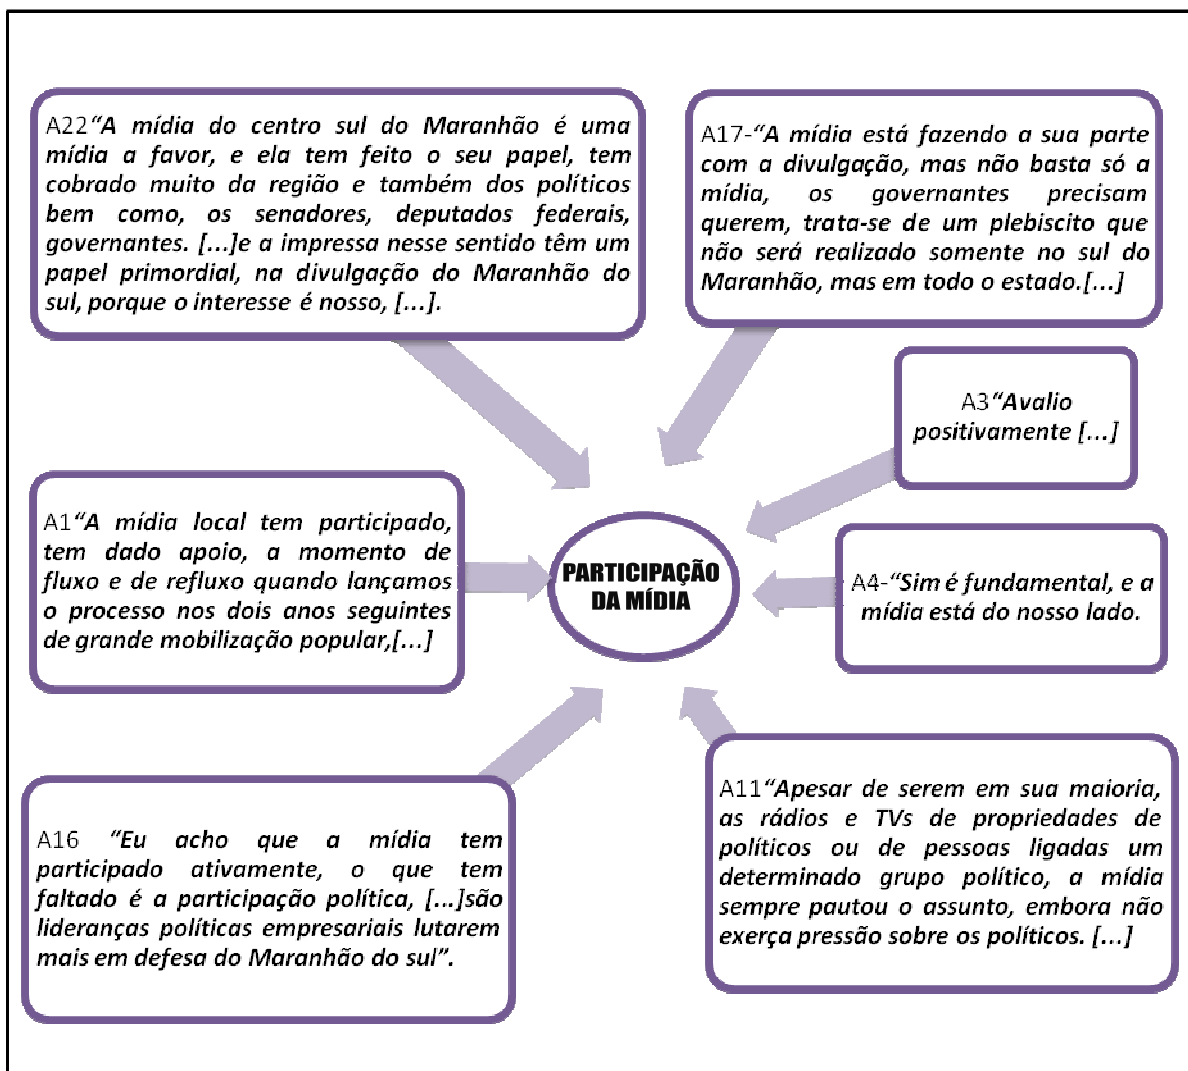 A22“A mídia do centro sul do Maranhão é uma
mídia a favor, e ela tem feito o seu papel, tem
cobrado muito da região e também dos políticos
bem como, os senadores, deputados federais,
governantes. [...]e a impressa nesse sentido têm um
papel primordial, na divulgação do Maranhão do
sul, porque o interesse é nosso, [...].
A17-“A mídia está fazendo a sua parte
com a divulgação, mas não basta só a
mídia, os governantes precisam
querem, trata-se de um plebiscito que
não será realizado somente no sul do
Maranhão, mas em todo o estado.[...]
A3“Avalio
positivamente [...]
A1“A mídia local tem participado,
tem dado apoio, a momento de
fluxo e de refluxo quando lançamos
o processo nos dois anos seguintes
de grande mobilização popular,[...]
PARTICIPAÇÃO
DA MÍDIA
A4-“Sim é fundamental, e a
mídia está do nosso lado.
A16 “Eu acho que a mídia tem
participado ativamente, o que tem
faltado é a participação política, [...]são
lideranças políticas empresariais lutarem
mais em defesa do Maranhão do sul”.
A11“Apesar de serem em sua maioria,
as rádios e TVs de propriedades de
políticos ou de pessoas ligadas um
determinado grupo político, a mídia
sempre pautou o assunto, embora não
exerça pressão sobre os políticos. [...]